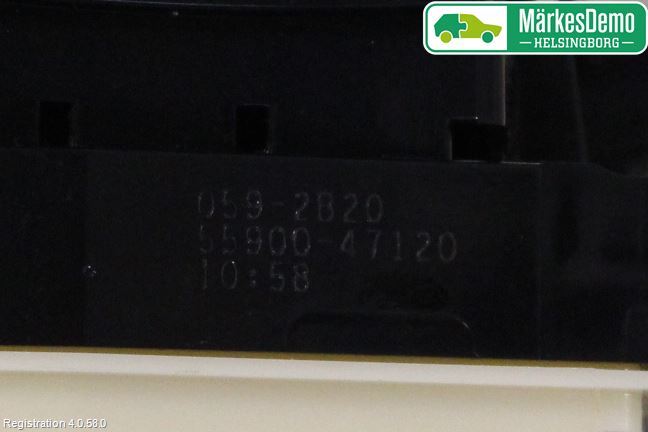 MärkesDemo
HELSINGBORG
059-2820
55900-47120
10:58
Registration 4.0.58.0